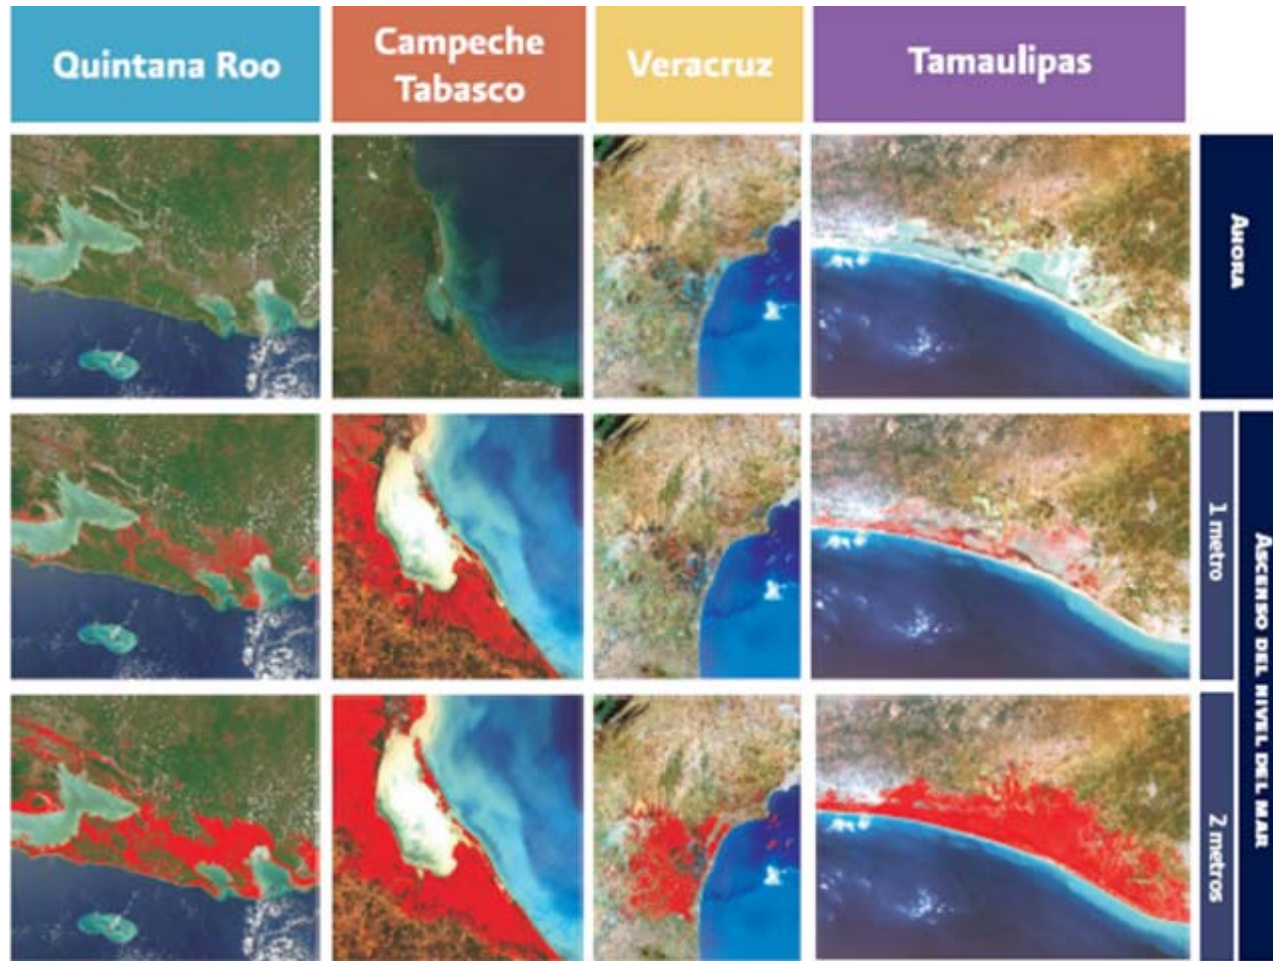 Quintana Roo
Campeche
Tabasco
Veracruz
Tamaulipas
AHORA
1 metro
2 metros
ASCENSO DEL NIVEL DEL MAR